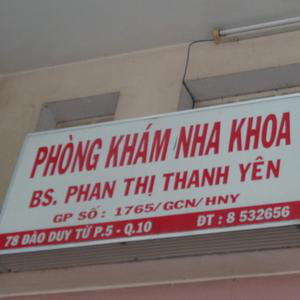 PHÒNG KHÁM NHA KHOA
BS. PHAN THỊ THANH YÊN
GP SỐ : 1765/GCN/HNY
78 ĐÀO DUY TỪ P.5 - Q.10 ĐT : 8 532656